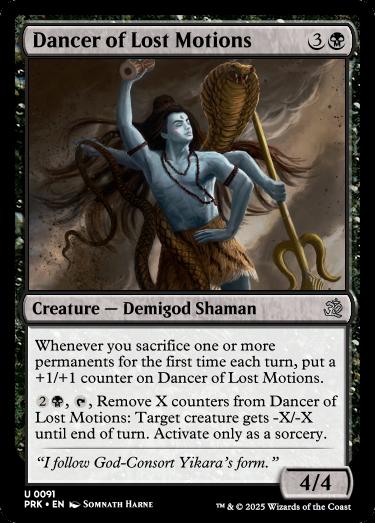 Dancer of Lost Motions 3
Creature — Demigod Shaman
Whenever you sacrifice one or more
permanents for the first time each turn, put a
+1/+1 counter on Dancer of Lost Motions.
2 , , Remove X counters from Dancer of
Lost Motions: Target creature gets -X/-X
until end of turn. Activate only as a sorcery.
“I follow God-Consort Yikara’s form.”
4/4
U 0091
PRK • EN SOMNATH HARNE
™ & © 2025 Wizards of the Coast